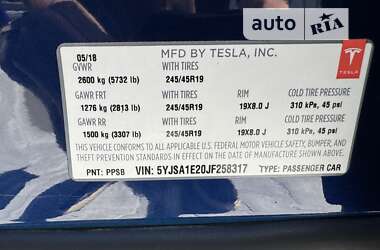 auto RIA
05/18 MFD BY TESLA, INC.
GVWR WITH TIRES
2600 kg (5732 lb) 245/45R19
TESLA
GAWR FRT WITH TIRES RIM COLD TIRE PRESSURE
1276 kg (2813 lb) 245/45R19 19X8.0 J 310 kPa, 45 psi
GAWR RR WITH TIRES RIM COLD TIRE PRESSURE
1500 kg (3307 lb) 245/45R19 19X8.0 J 310 kPa, 45 psi
THIS VEHICLE CONFORMS TO ALL APPLICABLE U.S.
FEDERAL MOTOR VEHICLE SAFETY, BUMPER, AND
THEFT PREVENTION STANDARDS IN EFFECT ON THE
DATE OF MANUFACTURE SHOWN ABOVE.
PNT: PPSB VIN: 5YJSA1E20JF258317 TYPE: PASSENGER CAR